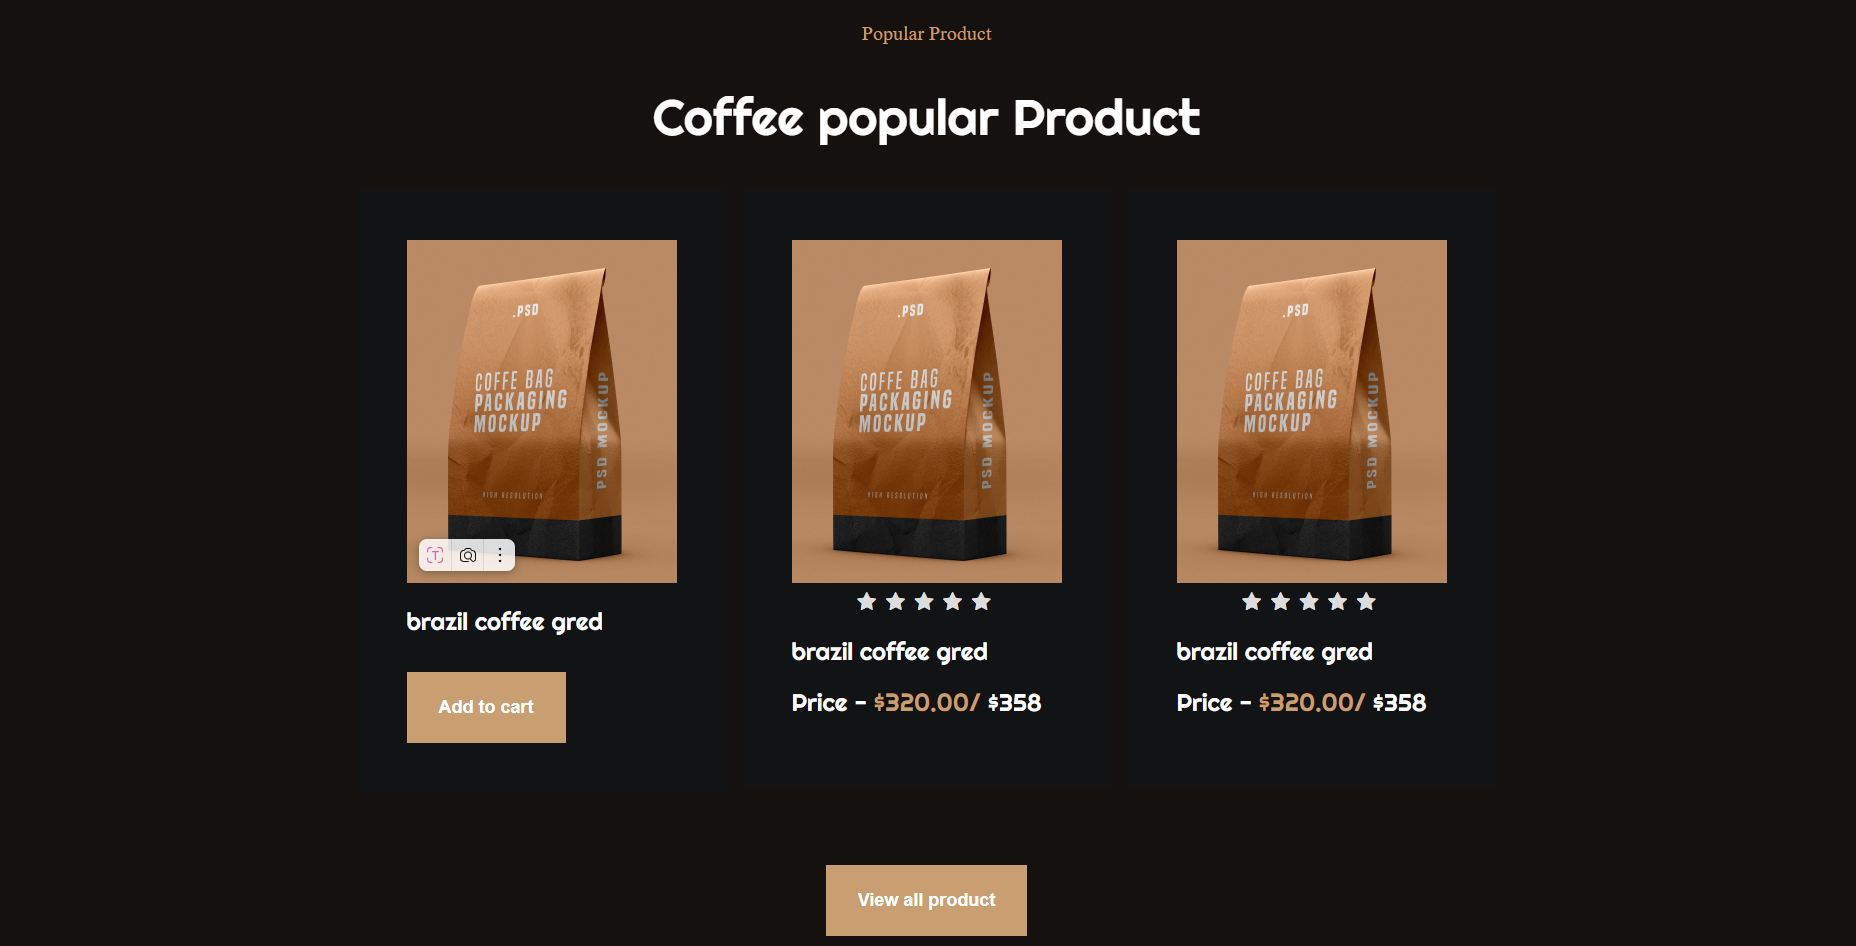 Popular Product
Coffee popular Product
.PSD
COFFE BAG
PACKAGING
MOCKUP
PSD MOCKUP
HIGH RESOLUTION
brazil coffee gred
Add to cart
.PSD
COFFE BAG
PACKAGING
MOCKUP
PSD MOCKUP
HIGH RESOLUTION
brazil coffee gred
Price - $320.00/ $358
.PSD
COFFE BAG
PACKAGING
MOCKUP
PSD MOCKUP
HIGH RESOLUTION
brazil coffee gred
Price - $320.00/ $358
View all product